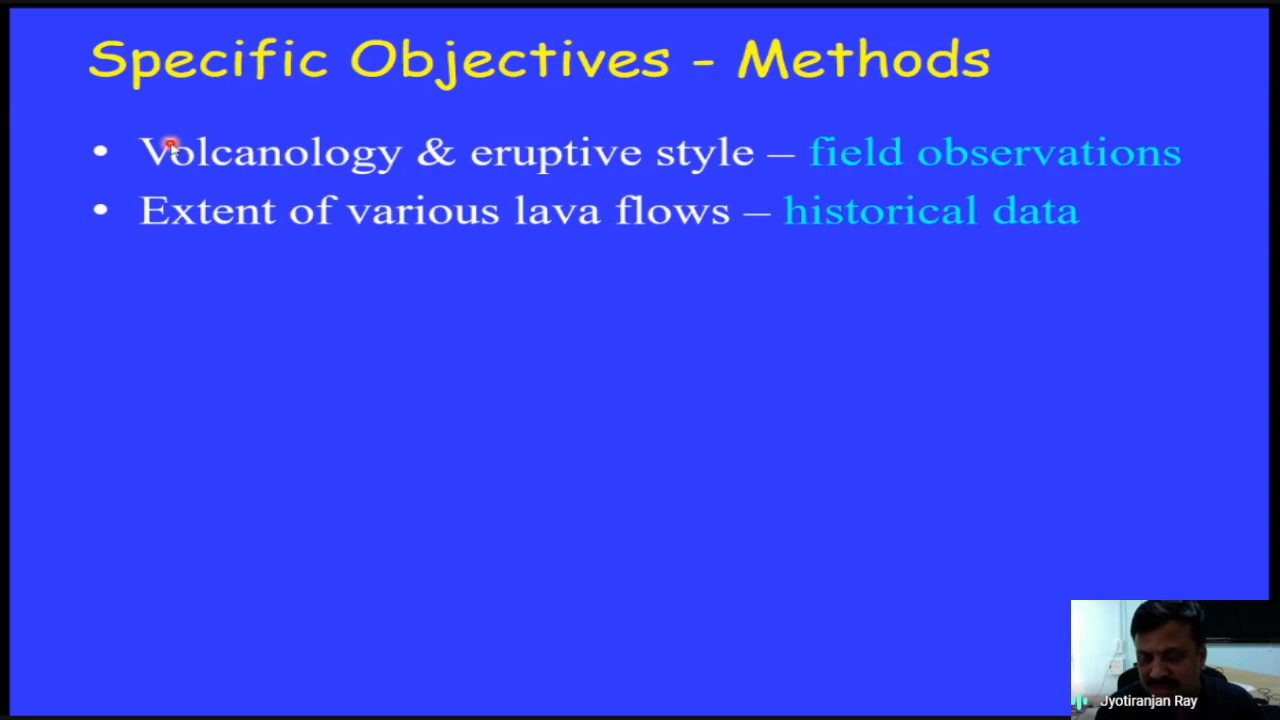 Specific Objectives - Methods
• Volcanology & eruptive style – field observations
• Extent of various lava flows – historical data
Jyotiranjan Ray